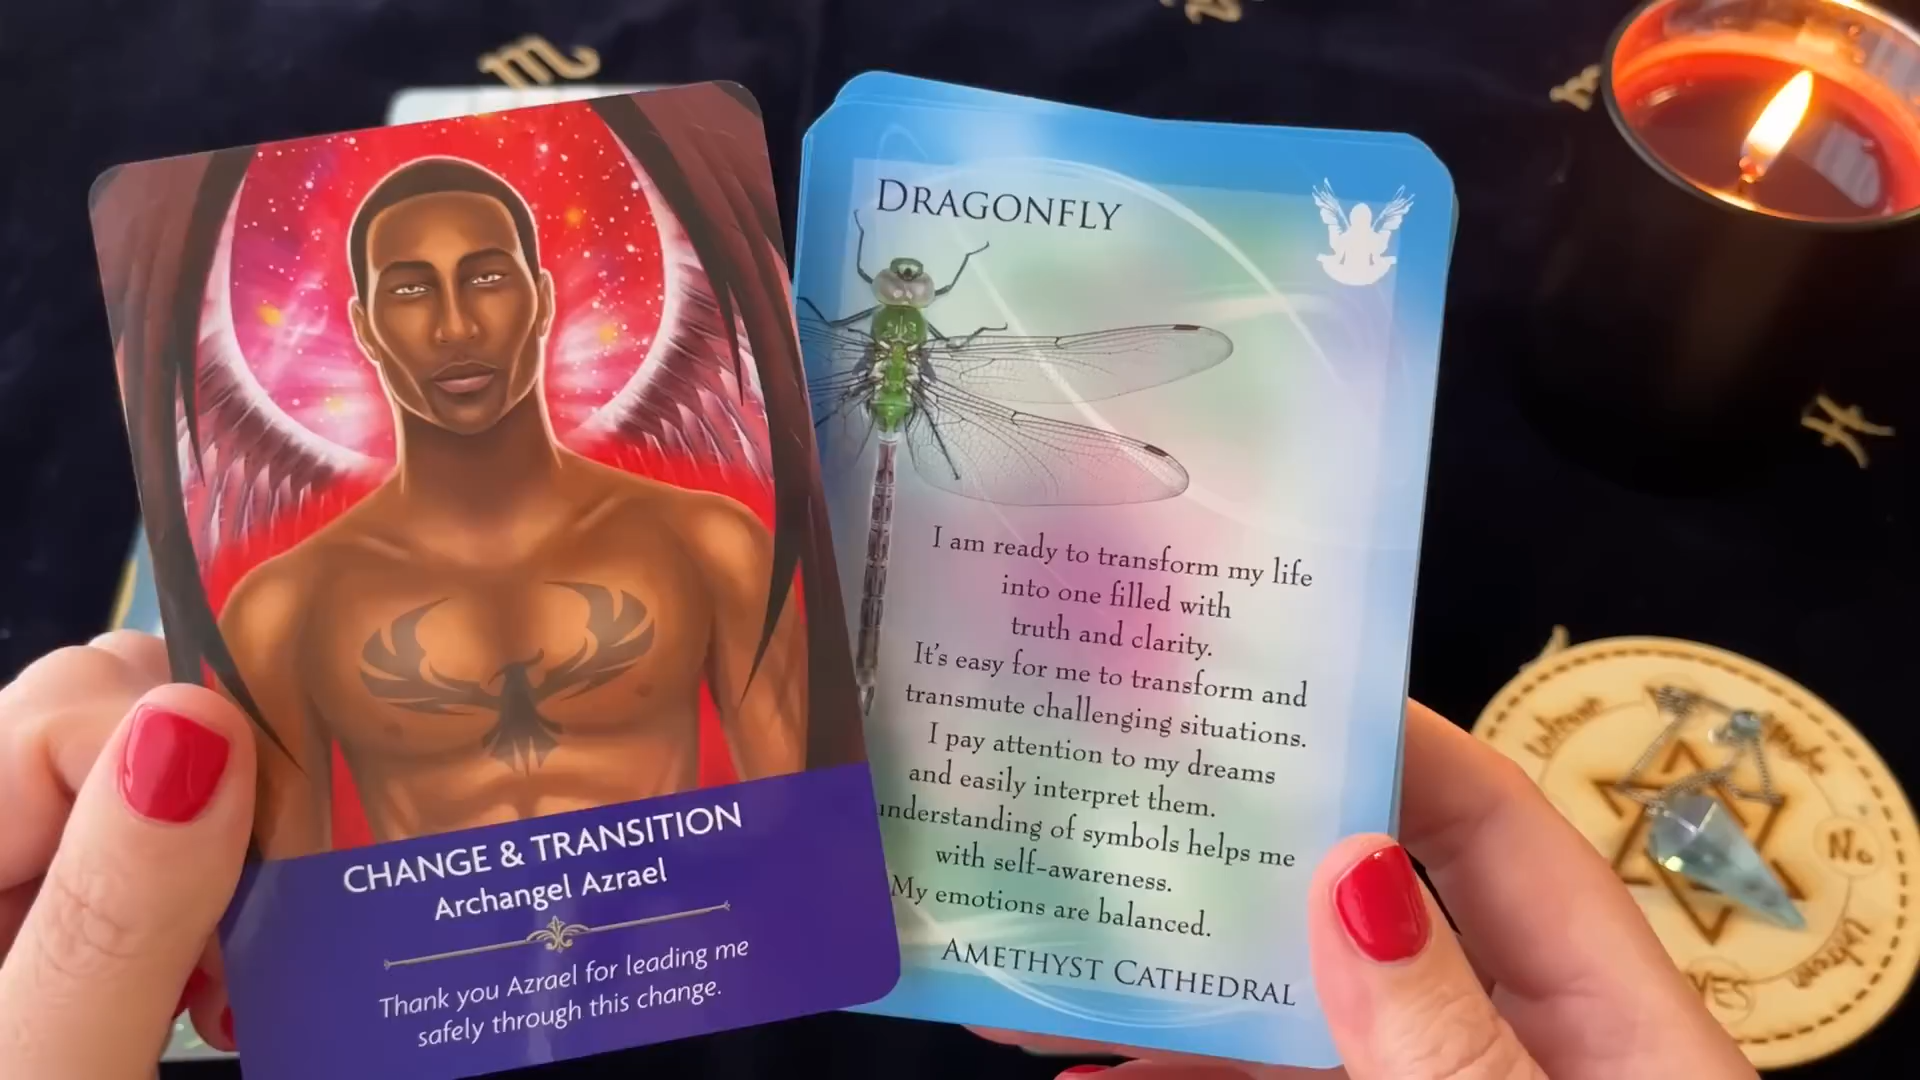 CHANGE & TRANSITION
Archangel Azrael
Thank you Azrael for leading me
safely through this change.
DRAGONFLY
I am ready to transform my life
into one filled with
truth and clarity.
It's easy for me to transform and
transmute challenging situations.
I pay attention to my dreams
and easily interpret them.
understanding of symbols helps me
with self-awareness.
My emotions are balanced.
AMETHYST CATHEDRAL
No
YES